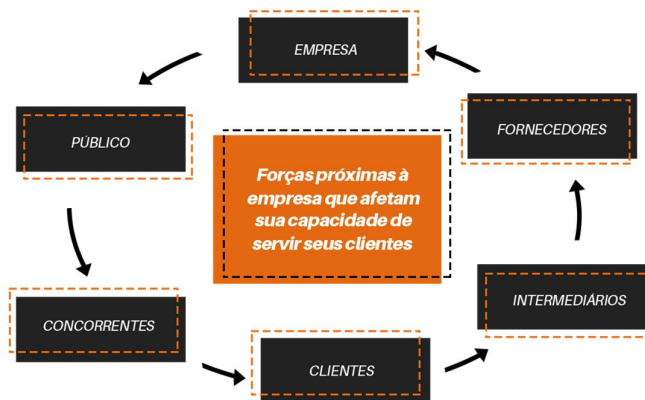 EMPRESA
PÚBLICO
FORNECEDORES
Forças próximas à
empresa que afetam
sua capacidade de
servir seus clientes
CONCORRENTES
INTERMEDIÁRIOS
CLIENTES